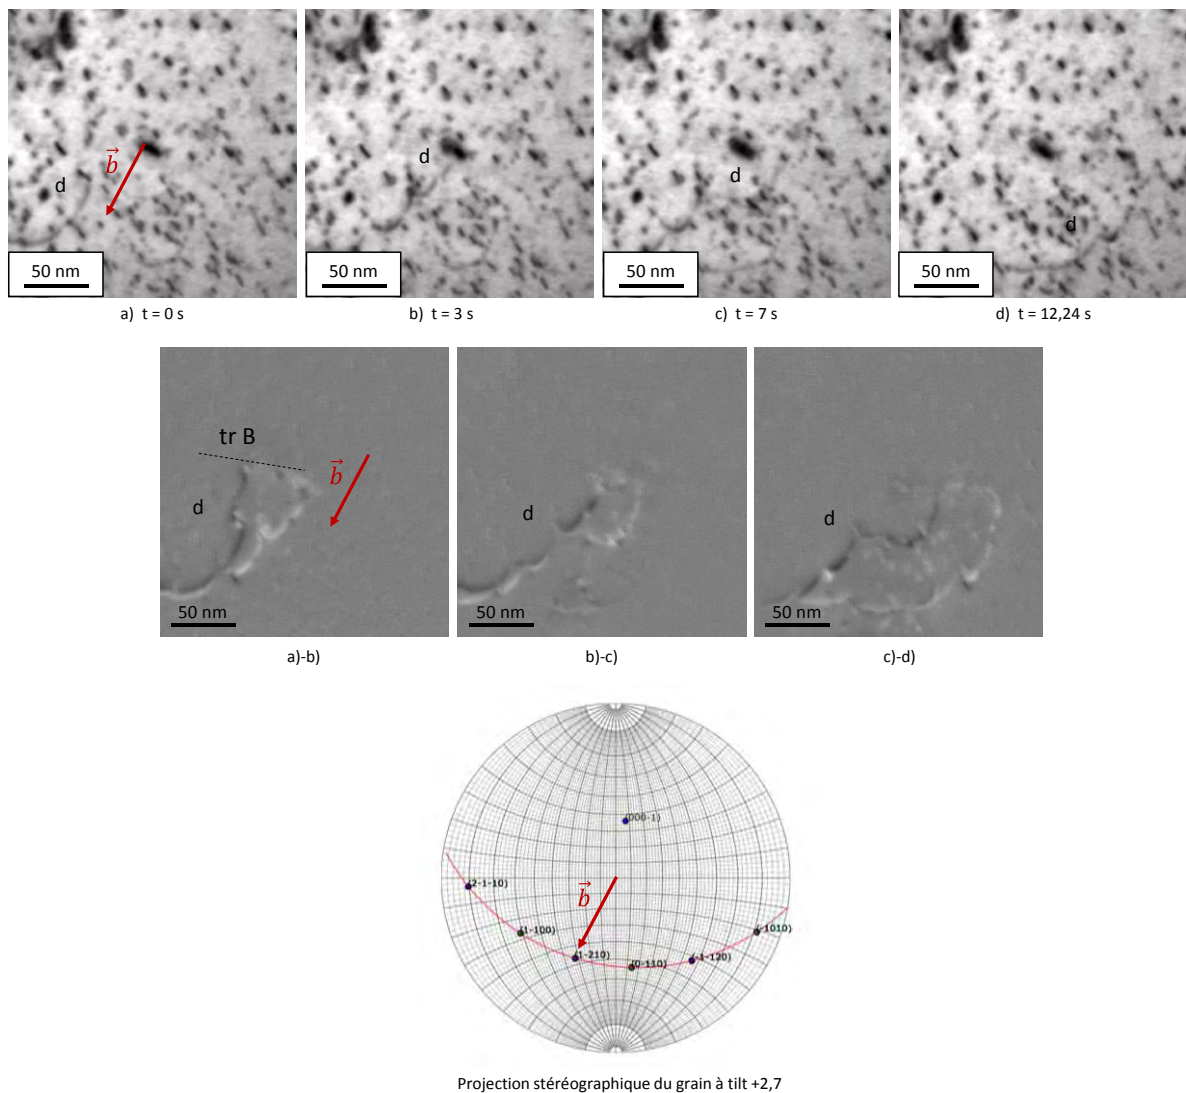 d
b
50 nm
d
50 nm
d
50 nm
d
50 nm
a) t = 0 s
b) t = 3 s
c) t = 7 s
d) t = 12,24 s
tr B
b
d
50 nm
d
50 nm
d
50 nm
a)-b)
b)-c)
c)-d)
(000-1)
b
(2-1-10)
(1-100)
(1-210)
(0-110)
(-1-120)
(-1010)
Projection stéréographique du grain à tilt +2,7